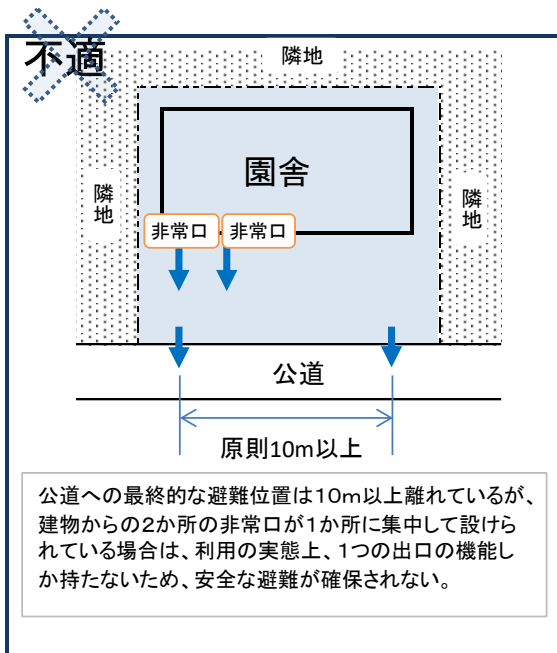 不適
隣地
園舎
隣地
隣地
非常口
非常口
公道
原則10m以上
公道への最終的な避難位置は１０ｍ以上離れているが、
建物からの２か所の非常口が１か所に集中して設けら
れている場合は、利用の実態上、１つの出口の機能し
か持たないため、安全な避難が確保されない。